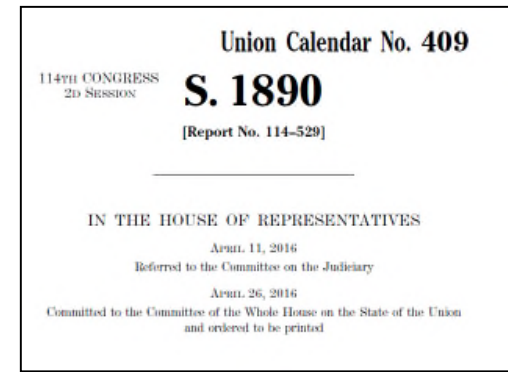 Union Calendar No. 409
114TH CONGRESS
2D SESSION
S. 1890
[Report No. 114–529]
IN THE HOUSE OF REPRESENTATIVES
APRIL 11, 2016
Referred to the Committee on the Judiciary
APRIL 26, 2016
Committed to the Committee of the Whole House on the State of the Union
and ordered to be printed